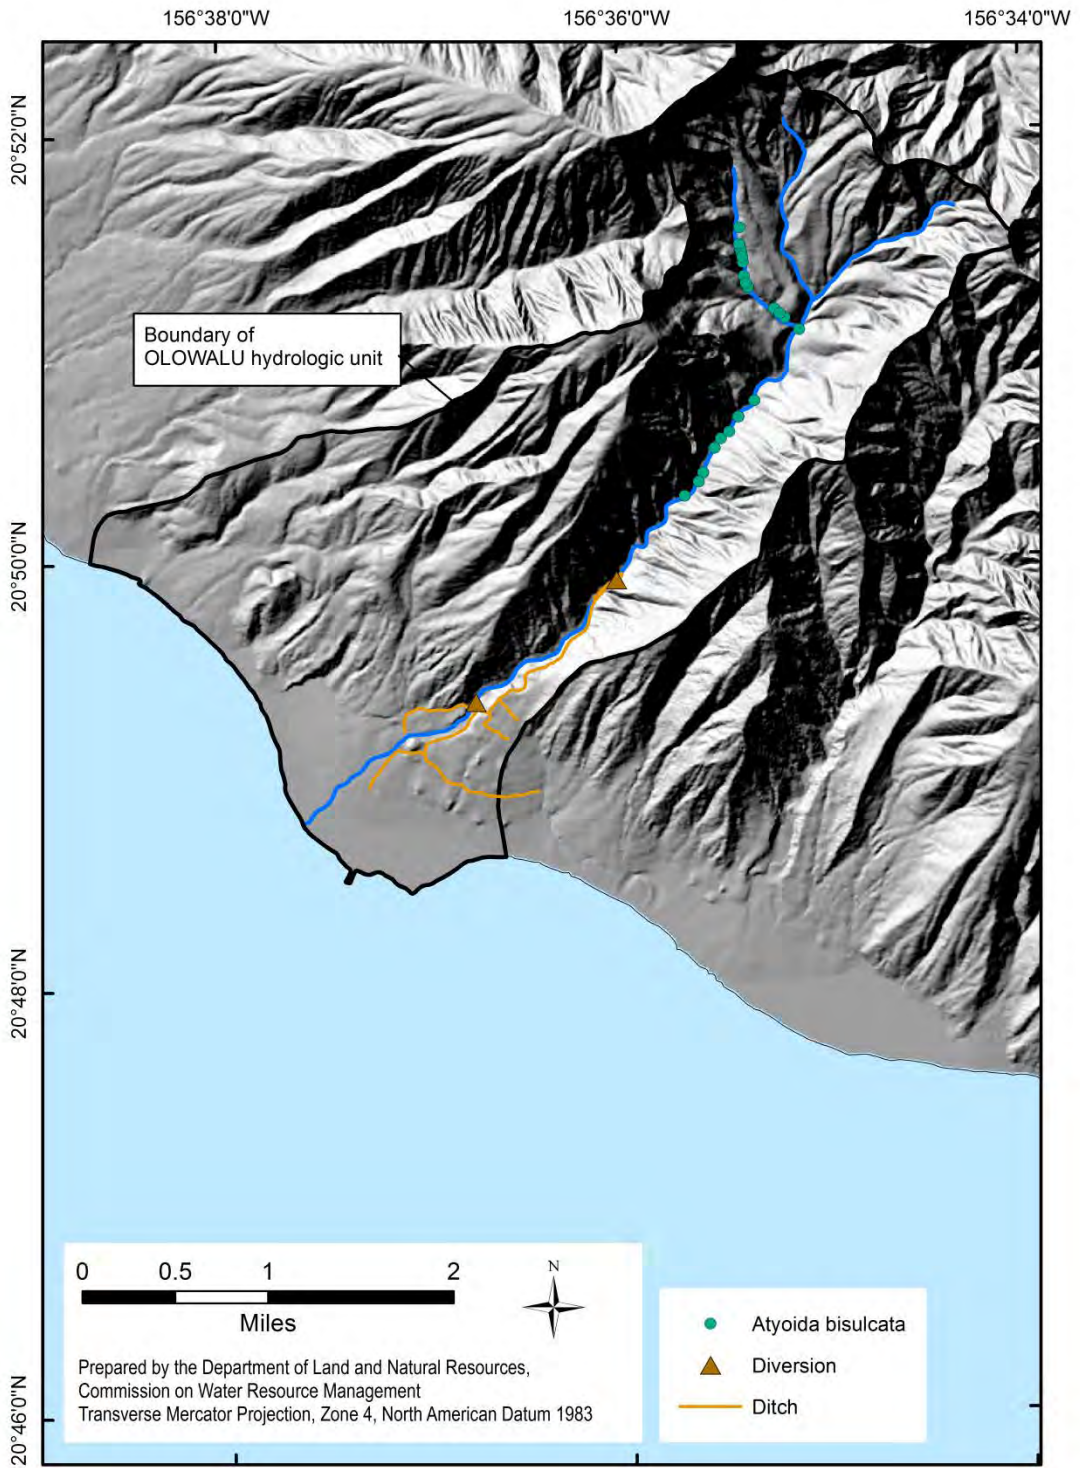 156°38'0"W
156°36'0"W
156°34'0"W
20°52'0"N
Boundary of
OLOWALU hydrologic unit
20°50'0"N
20°48'0"N
20°46'0"N
0 0.5 1 2
Miles
N
Prepared by the Department of Land and Natural Resources,
Commission on Water Resource Management
Transverse Mercator Projection, Zone 4, North American Datum 1983
Atyoida bisulcata
Diversion
Ditch